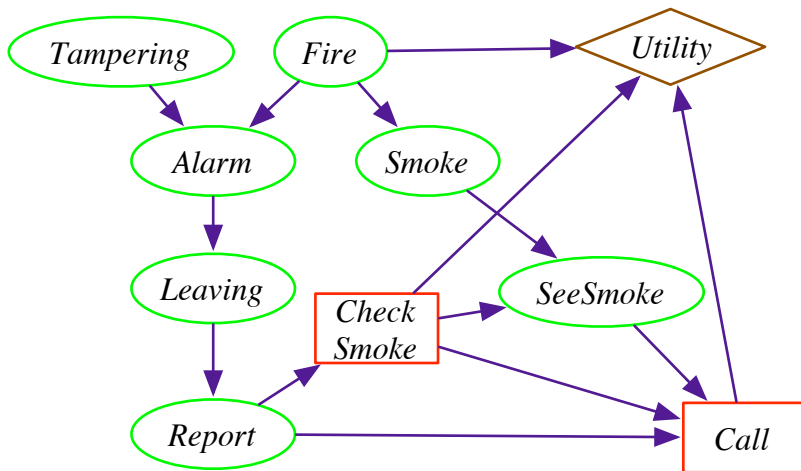 Tampering
Fire
Utility
Alarm
Smoke
Leaving
Check
Smoke
SeeSmoke
Report
Call